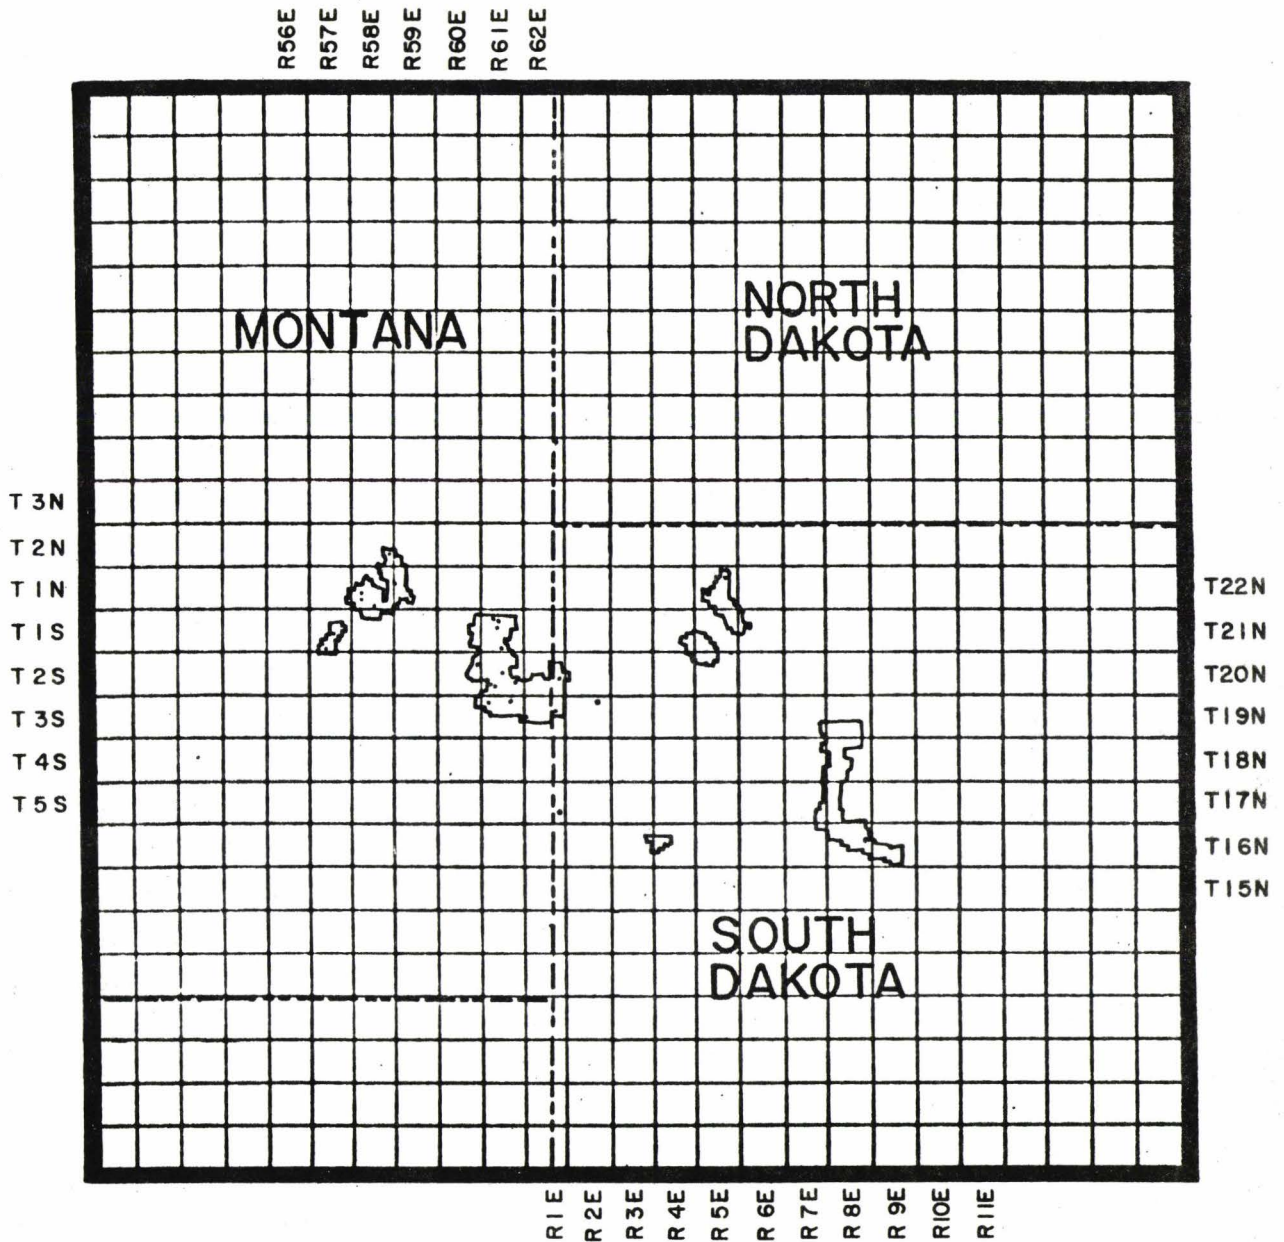 R56E
R57E
R58E
R59E
R60E
R61E
R62E
MONTANA
NORTH
DAKOTA
T3N
T2N
T1N
T1S
T2S
T3S
T4S
T5S
T22N
T21N
T20N
T19N
T18N
T17N
T16N
T15N
SOUTH
DAKOTA
R1E
R2E
R3E
R4E
R5E
R6E
R7E
R8E
R9E
R10E
R11E